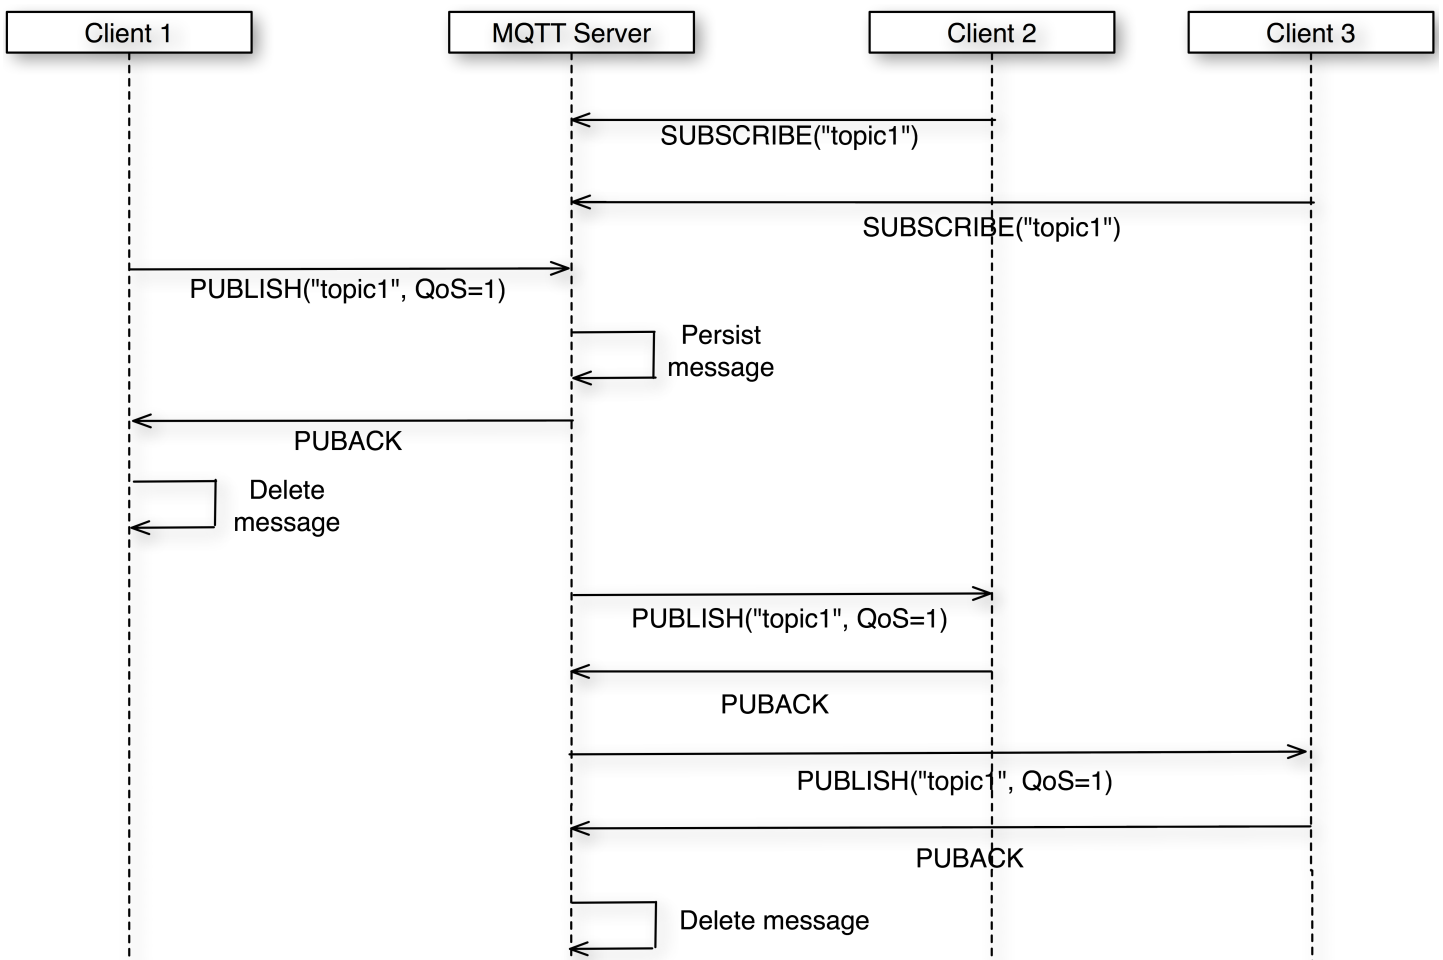 Client 1
MQTT Server
Client 2
Client 3
SUBSCRIBE("topic1")
SUBSCRIBE("topic1")
PUBLISH("topic1", QoS=1)
Persist
message
PUBACK
Delete
message
PUBLISH("topic1", QoS=1)
PUBACK
PUBLISH("topic1", QoS=1)
PUBACK
Delete message